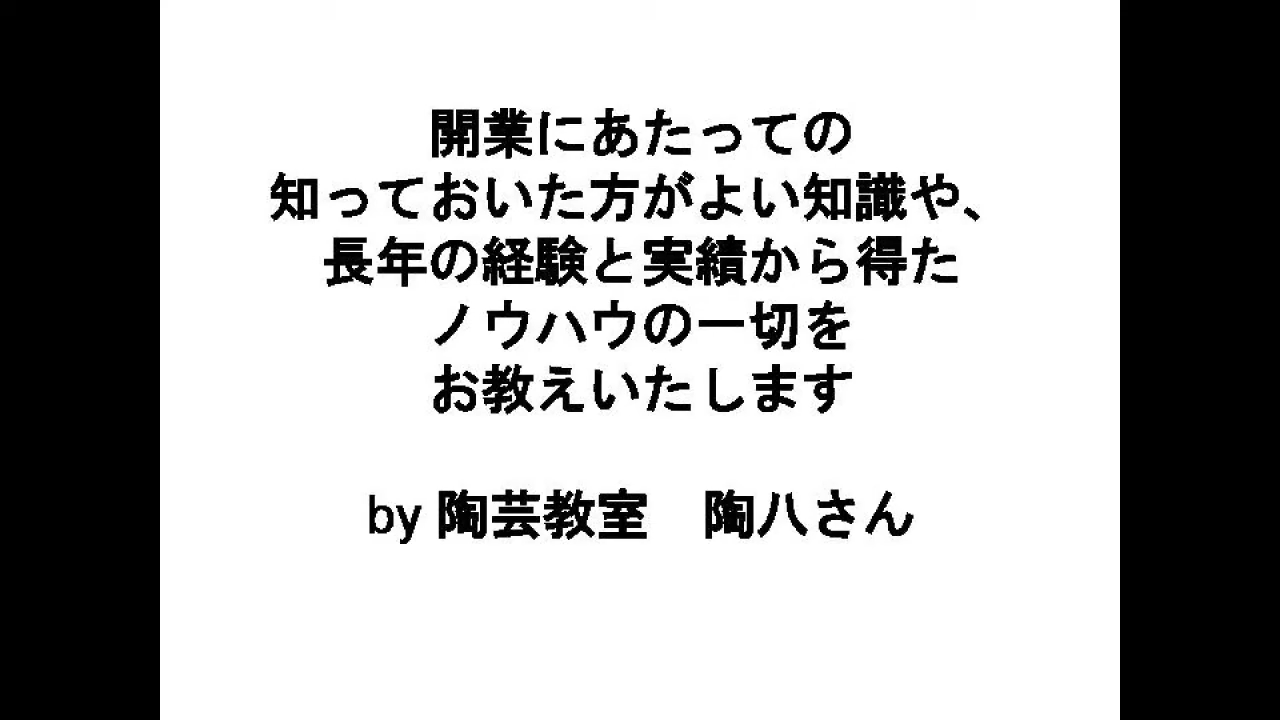 開業にあたっての
知っておいた方がよい知識や、
長年の経験と実績から得た
ノウハウの一切を
お教えいたします
by 陶芸教室　陶八さん